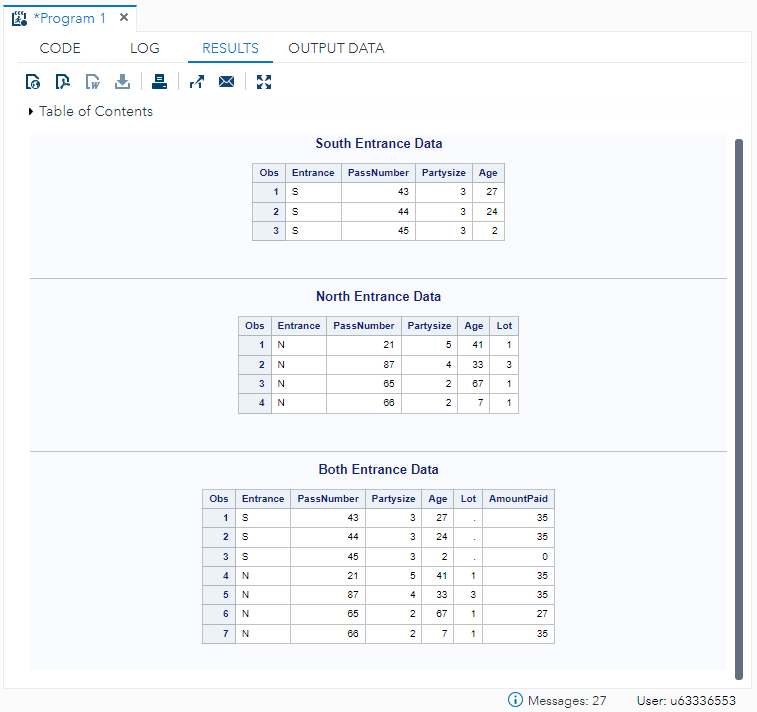 *Program 1 ×
CODE LOG RESULTS OUTPUT DATA
Table of Contents
South Entrance Data
Obs Entrance PassNumber Partysize Age
1 S 43 3 27
2 S 44 3 24
3 S 45 3 2
North Entrance Data
Obs Entrance PassNumber Partysize Age Lot
1 N 21 5 41 1
2 N 87 4 33 3
3 N 65 2 67 1
4 N 66 2 7 1
Both Entrance Data
Obs Entrance PassNumber Partysize Age Lot AmountPaid
1 S 43 3 27 . 35
2 S 44 3 24 . 35
3 S 45 3 2 . 0
4 N 21 5 41 1 35
5 N 87 4 33 3 35
6 N 65 2 67 1 27
7 N 66 2 7 1 35
Messages: 27 User: u63336553